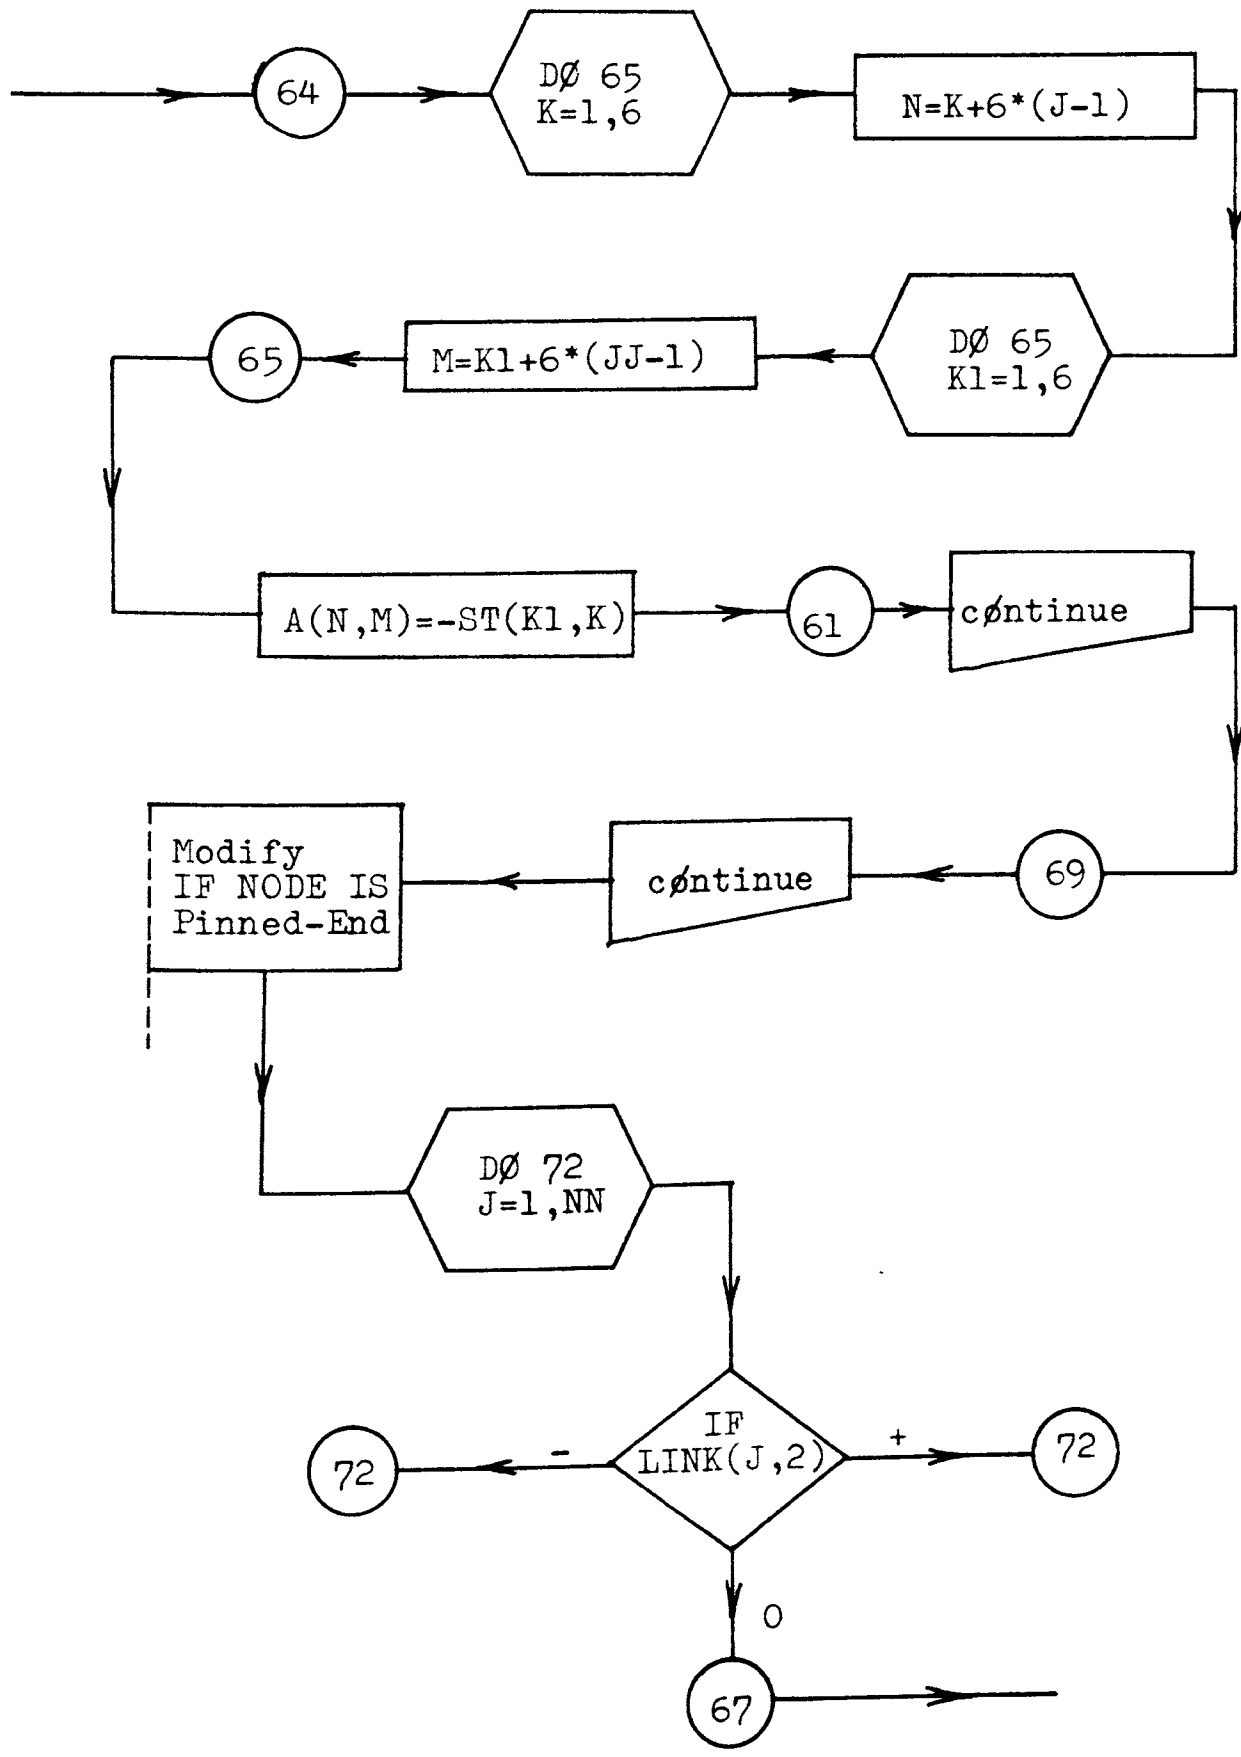 64
DØ 65
K=1,6
N=K+6*(J-1)
DØ 65
K1=1,6
M=K1+6*(JJ-1)
65
A(N,M)=-ST(K1,K)
61
cøntinue
69
cøntinue
Modify
IF NODE IS
Pinned-End
DØ 72
J=1,NN
IF
LINK(J,2)
-
72
+
72
0
67